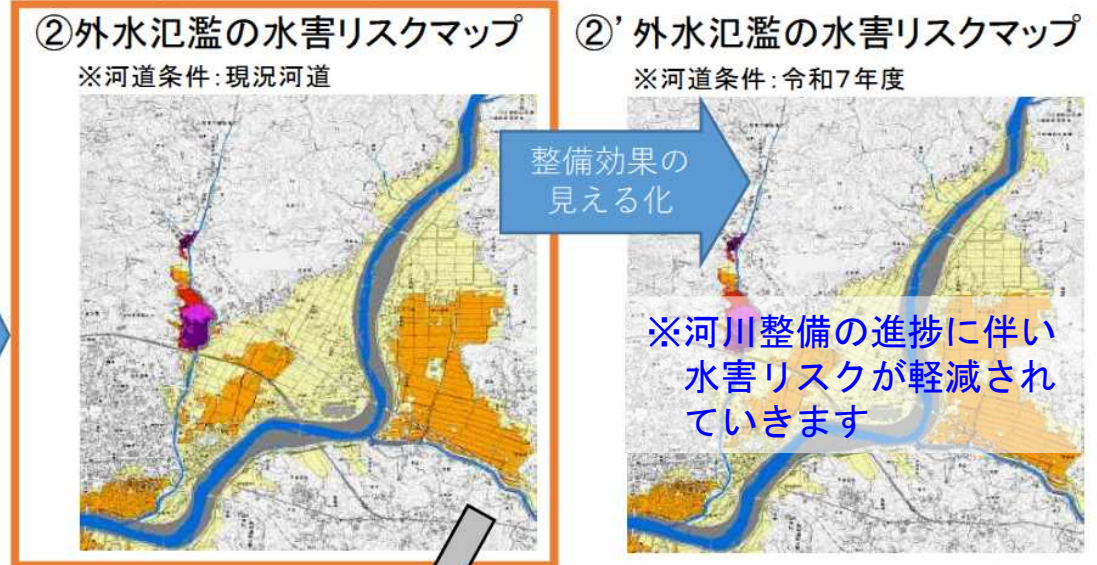 ②外水氾濫の水害リスクマップ
※河道条件:現況河道
②’外水氾濫の水害リスクマップ
※河道条件:令和7年度
整備効果の
見える化
※河川整備の進捗に伴い
水害リスクが軽減され
ていきます